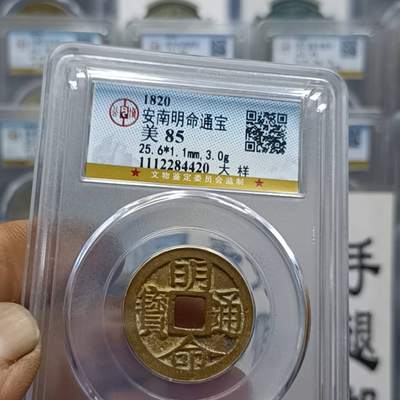 1820
安南明命通宝
美 85
25.6*1.1mm, 3.0g
1112284420 大样
文物鉴定委员会监制
明命通寶
手
退